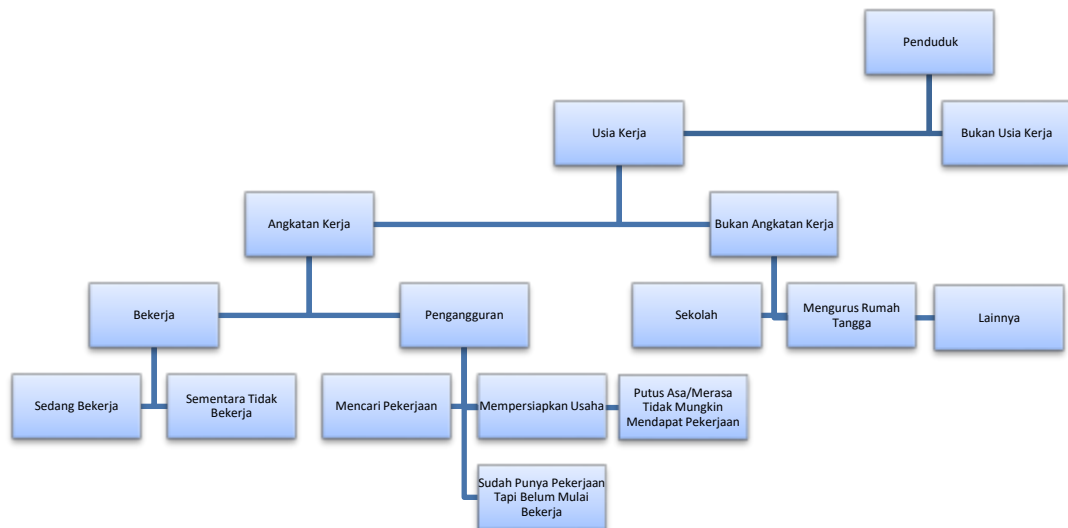 Penduduk
Usia Kerja
Bukan Usia Kerja
Angkatan Kerja
Bukan Angkatan Kerja
Bekerja
Pengangguran
Sekolah
Mengurus Rumah
Tangga
Lainnya
Sedang Bekerja
Sementara Tidak
Bekerja
Mencari Pekerjaan
Mempersiapkan Usaha
Putus Asa/Merasa
Tidak Mungkin
Mendapat Pekerjaan
Sudah Punya Pekerjaan
Tapi Belum Mulai
Bekerja